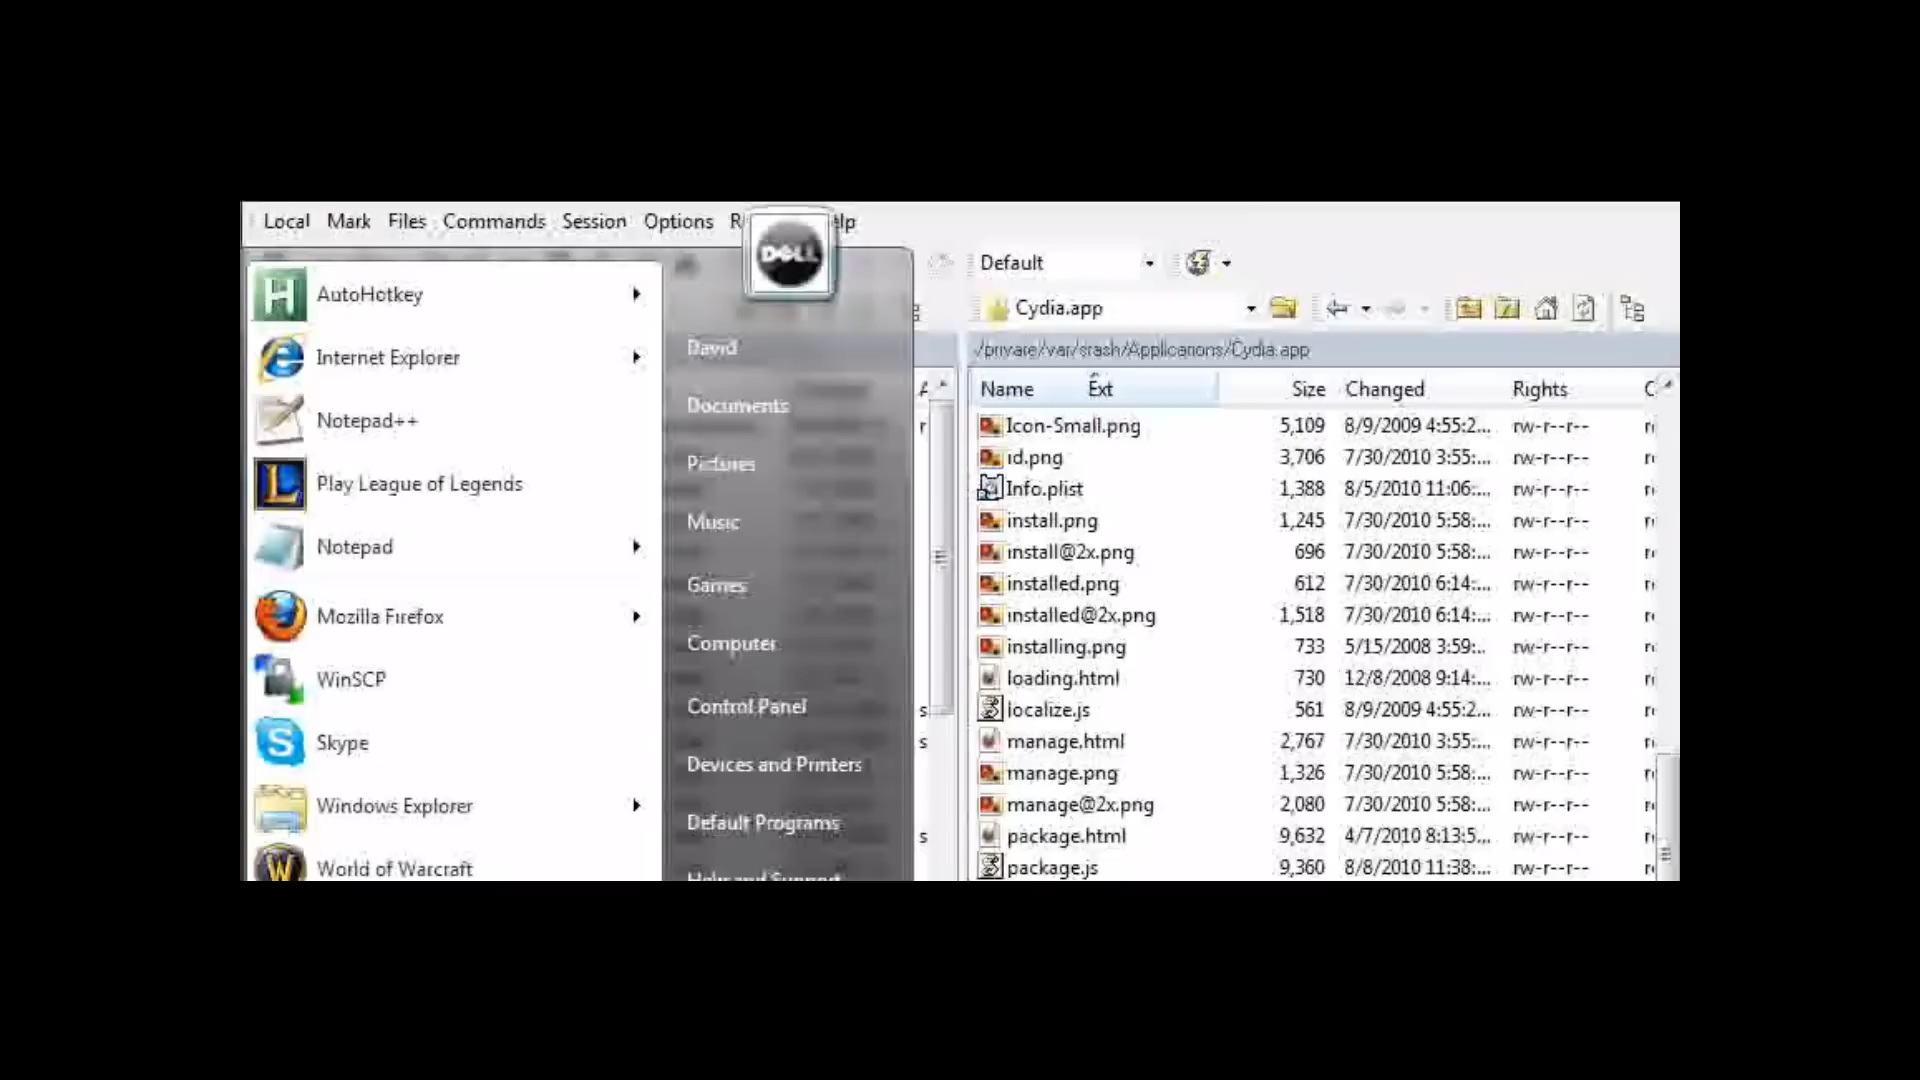 Local Mark Files Commands Session Options
DELL
AutoHotkey
Internet Explorer
Notepad++
Play League of Legends
Notepad
Mozilla Firefox
WinSCP
Skype
Windows Explorer
World of Warcraft
David
Documents
Pictures
Music
Games
Computer
Control Panel
Devices and Printers
Default Programs
Help and Support
Default
Cydia.app
/private/var/stash/Applications/Cydia.app
Name Ext Size Changed Rights
Icon-Small.png 5,109 8/9/2009 4:55:2... rw-r--r--
id.png 3,706 7/30/2010 3:55:... rw-r--r--
Info.plist 1,388 8/5/2010 11:06:... rw-r--r--
install.png 1,245 7/30/2010 5:58:... rw-r--r--
install@2x.png 696 7/30/2010 5:58:... rw-r--r--
installed.png 612 7/30/2010 6:14:... rw-r--r--
installed@2x.png 1,518 7/30/2010 6:14:... rw-r--r--
installing.png 733 5/15/2008 3:59:... rw-r--r--
loading.html 730 12/8/2008 9:14:... rw-r--r--
localize.js 561 8/9/2009 4:55:2... rw-r--r--
manage.html 2,767 7/30/2010 3:55:... rw-r--r--
manage.png 1,326 7/30/2010 5:58:... rw-r--r--
manage@2x.png 2,080 7/30/2010 5:58:... rw-r--r--
package.html 9,632 4/7/2010 8:13:5... rw-r--r--
package.js 9,360 8/8/2010 11:38:... rw-r--r--